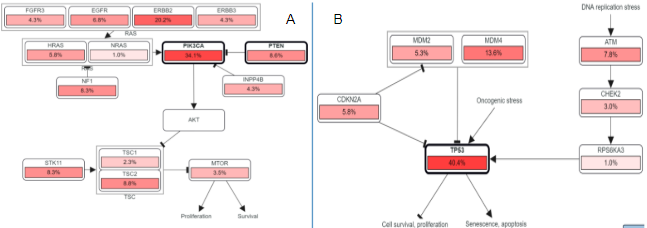 FGFR3 EGFR ERBB2 ERBB3
4.3% 6.8% 20.2% 4.3%
A
RAS
HRAS NRAS PIK3CA PTEN
5.8% 1.0% 34.1% 6.6%
NF1 INPP4B
8.3% 4.3%
AKT
TSC1
2.3%
STK11 TSC2 MTOR
8.3% 8.8% 3.5%
TSC
Proliferation Survival
B
DNA replication stress
MDM2 MDM4 ATM
5.3% 13.6% 7.8%
CDKN2A CHEK2
5.8% 3.0%
Oncogenic stress
TP53 RPS6KA3
40.4% 1.0%
Cell survival, proliferation Senescence, apoptosis